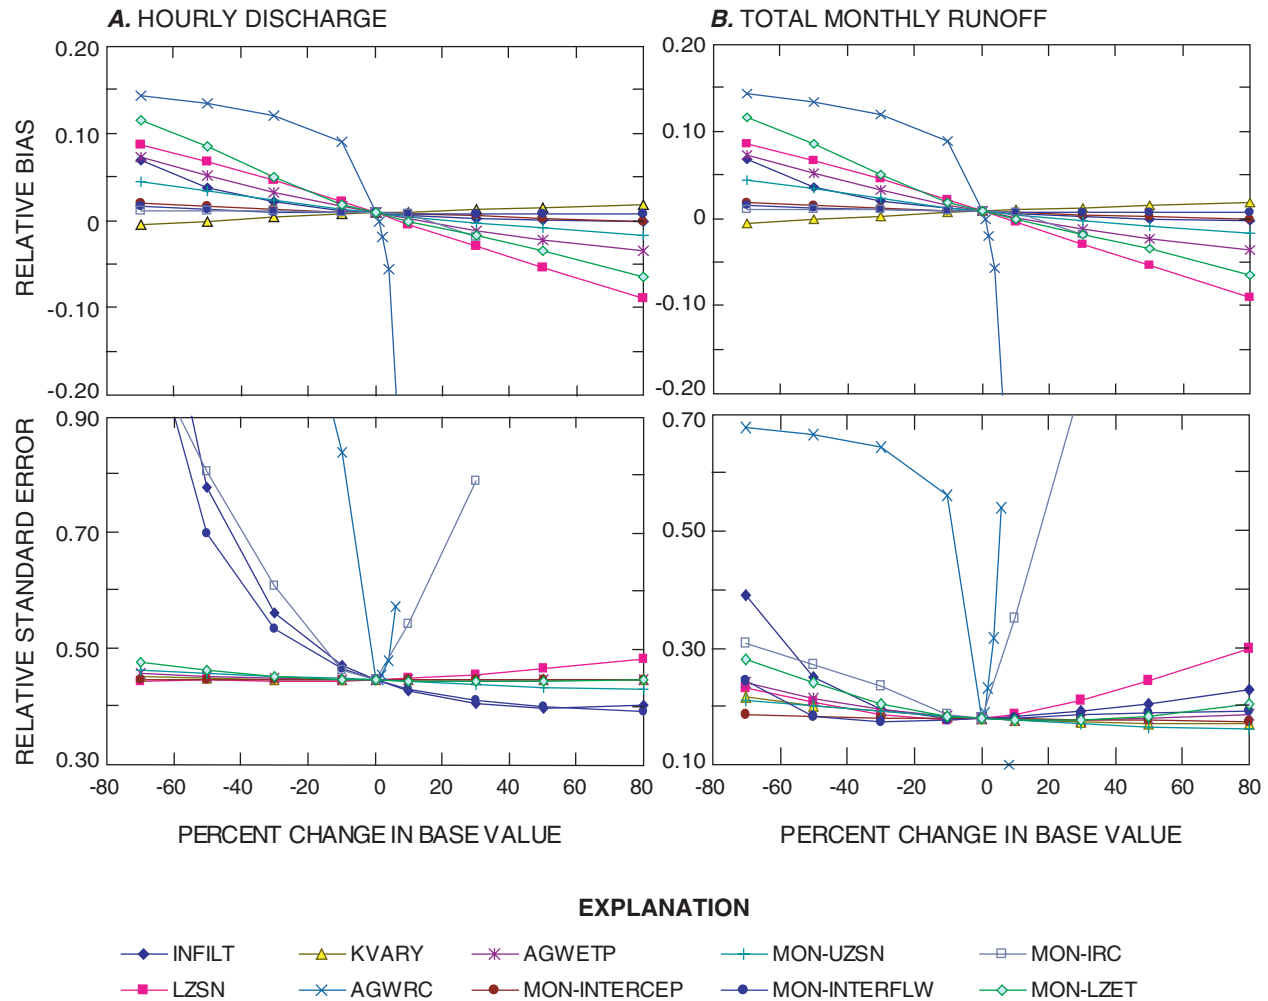 A. HOURLY DISCHARGE
B. TOTAL MONTHLY RUNOFF
RELATIVE BIAS
0.20
0.10
0
-0.10
-0.20
0.20
0.10
0
-0.10
-0.20
RELATIVE STANDARD ERROR
0.90
0.70
0.50
0.30
0.70
0.50
0.30
0.10
-80 -60 -40 -20 0 20 40 60 80
-80 -60 -40 -20 0 20 40 60 80
PERCENT CHANGE IN BASE VALUE
PERCENT CHANGE IN BASE VALUE
EXPLANATION
INFILT KVARY AGWETP MON-UZSN MON-IRC
LZSN AGWRC MON-INTERCEP MON-INTERFLW MON-LZET